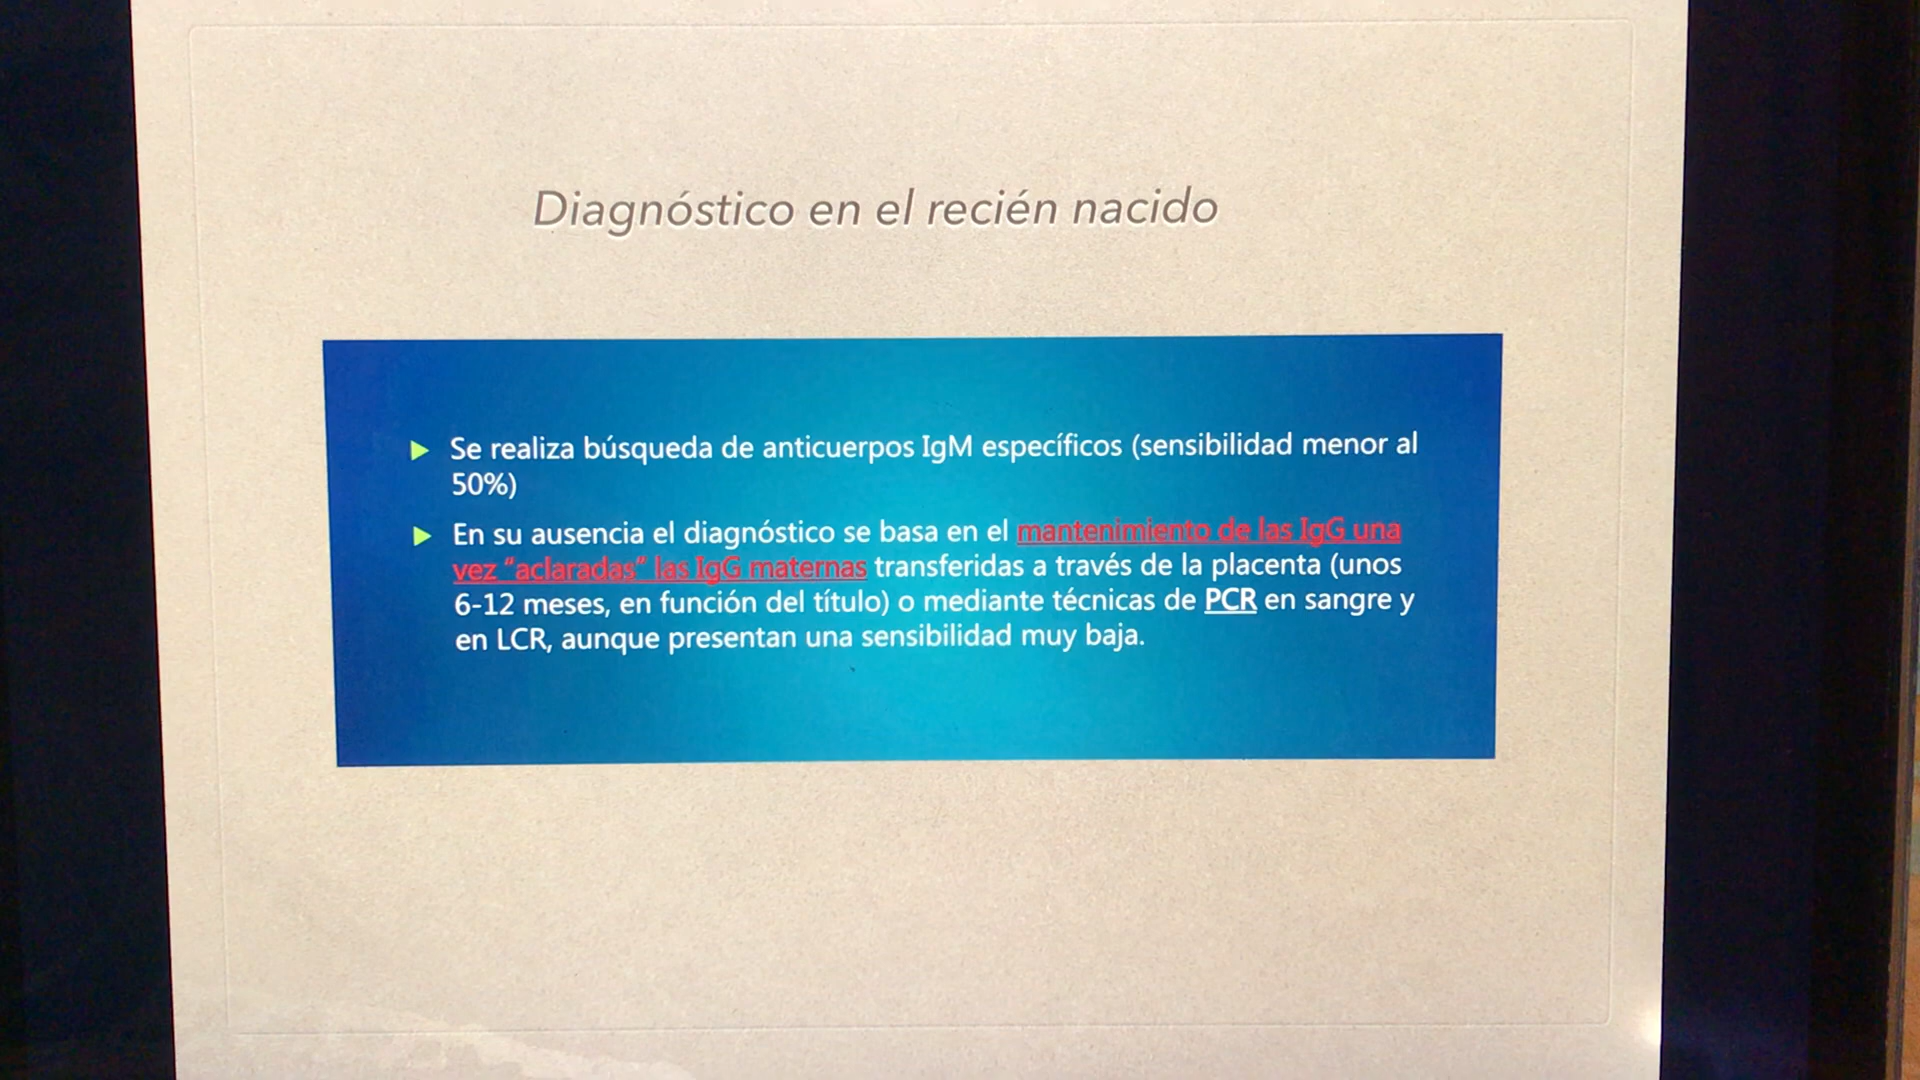 Diagnóstico en el recién nacido
Se realiza búsqueda de anticuerpos IgM específicos (sensibilidad menor al
50%)
En su ausencia el diagnóstico se basa en el mantenimiento de las IgG una
vez “aclaradas” las IgG maternas transferidas a través de la placenta (unos
6-12 meses, en función del título) o mediante técnicas de PCR en sangre y
en LCR, aunque presentan una sensibilidad muy baja.